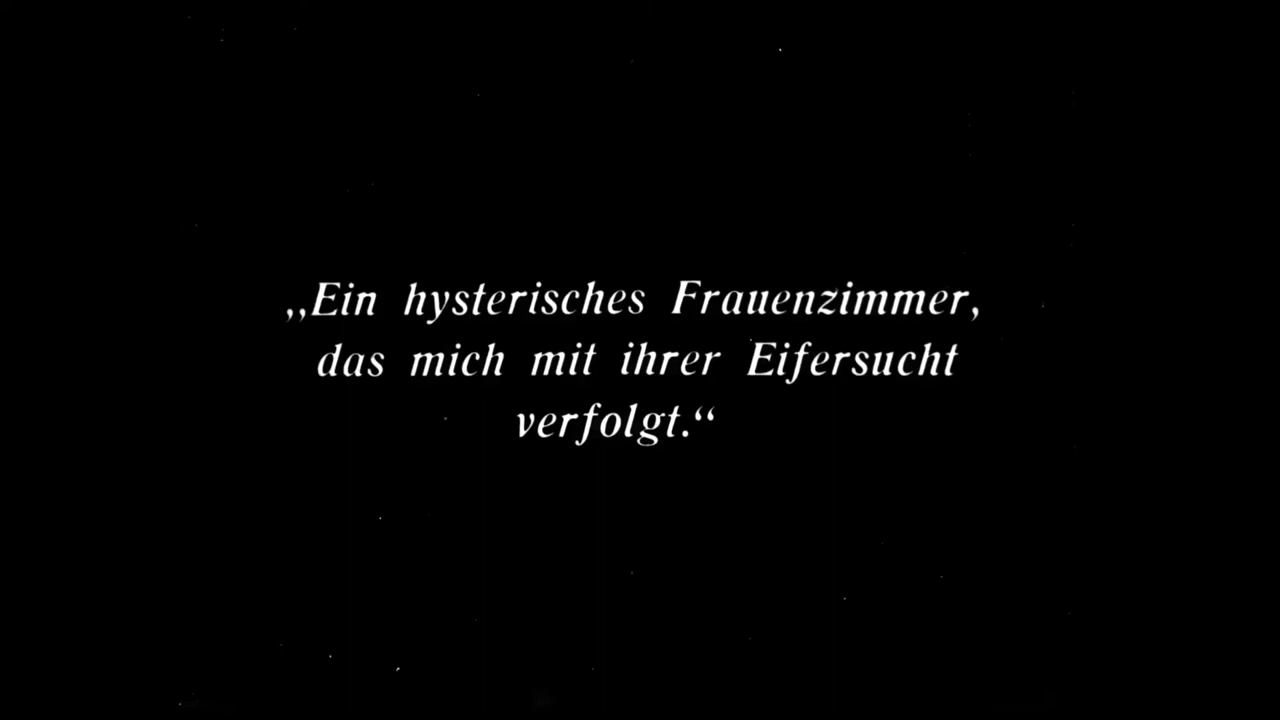 „Ein hysterisches Frauenzimmer,
das mich mit ihrer Eifersucht
verfolgt.“